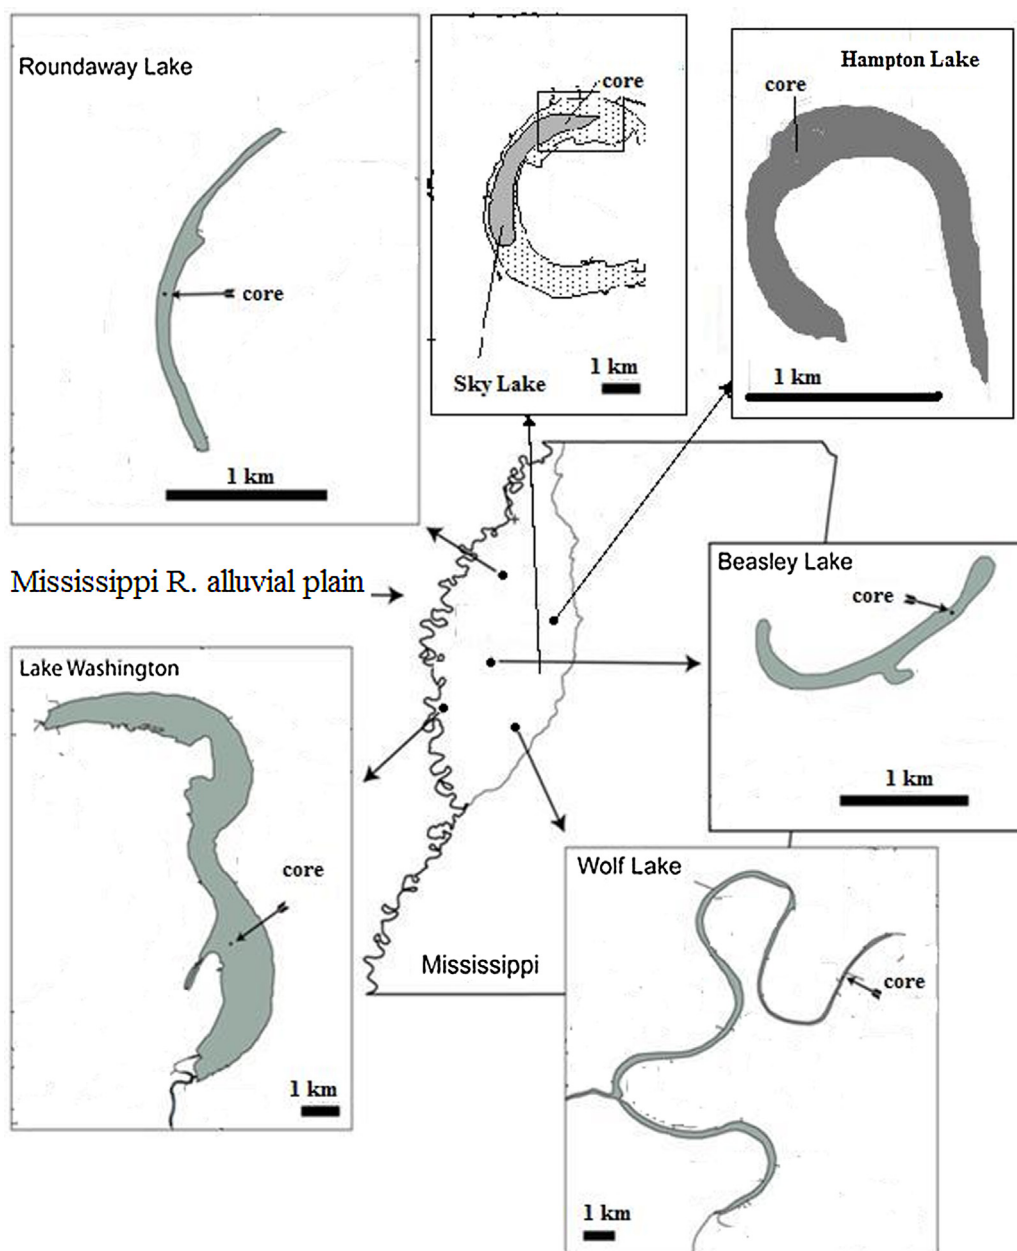 Roundaway Lake
core
1 km
core
Sky Lake
1 km
Hampton Lake
core
1 km
Mississippi R. alluvial plain
Beasley Lake
core
1 km
Lake Washington
core
1 km
Mississippi
Wolf Lake
core
1 km